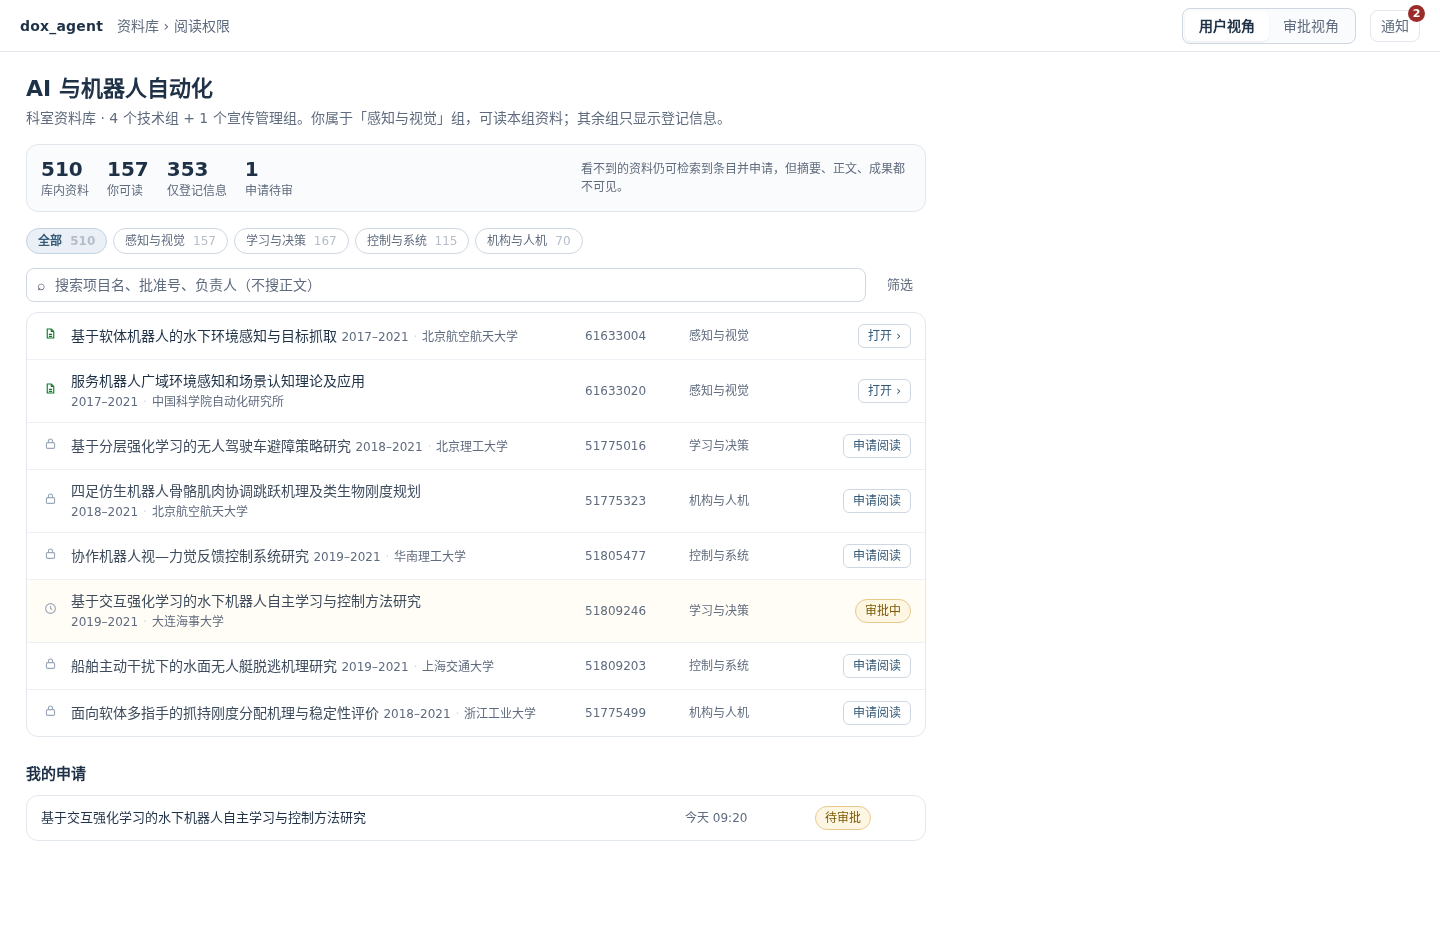 dox_agent 资料库 › 阅读权限 用户视角 审批视角 通知 2
AI 与机器人自动化
科室资料库 · 4 个技术组 + 1 个宣传管理组。你属于「感知与视觉」组，可读本组资料；其余组只显示登记信息。
510 157 353 1
库内资料 你可读 仅登记信息 申请待审
看不到的资料仍可检索到条目并申请，但摘要、正文、成果都
不可见。
全部 510 感知与视觉 157 学习与决策 167 控制与系统 115 机构与人机 70
搜索项目名、批准号、负责人（不搜正文） 筛选
基于软体机器人的水下环境感知与目标抓取 2017–2021 · 北京航空航天大学 61633004 感知与视觉 打开 ›
服务机器人广域环境感知和场景认知理论及应用
2017–2021 · 中国科学院自动化研究所 61633020 感知与视觉 打开 ›
基于分层强化学习的无人驾驶车避障策略研究 2018–2021 · 北京理工大学 51775016 学习与决策 申请阅读
四足仿生机器人骨骼肌肉协调跳跃机理及类生物刚度规划
2018–2021 · 北京航空航天大学 51775323 机构与人机 申请阅读
协作机器人视—力觉反馈控制系统研究 2019–2021 · 华南理工大学 51805477 控制与系统 申请阅读
基于交互强化学习的水下机器人自主学习与控制方法研究
2019–2021 · 大连海事大学 51809246 学习与决策 审批中
船舶主动干扰下的水面无人艇脱逃机理研究 2019–2021 · 上海交通大学 51809203 控制与系统 申请阅读
面向软体多指手的抓持刚度分配机理与稳定性评价 2018–2021 · 浙江工业大学 51775499 机构与人机 申请阅读
我的申请
基于交互强化学习的水下机器人自主学习与控制方法研究 今天 09:20 待审批